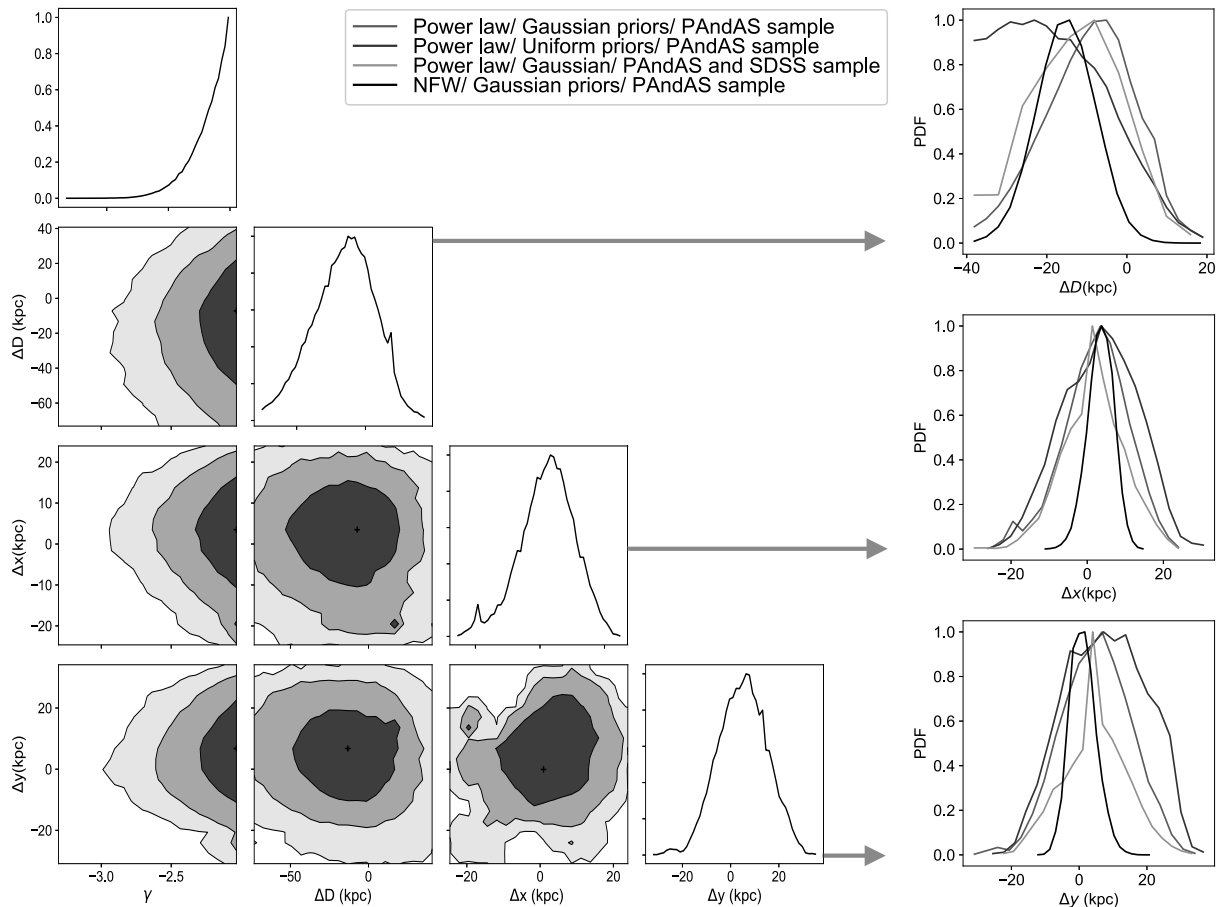 Power law/ Gaussian priors/ PAndAS sample
Power law/ Uniform priors/ PAndAS sample
Power law/ Gaussian/ PAndAS and SDSS sample
NFW/ Gaussian priors/ PAndAS sample
1.0
0.8
0.6
0.4
0.2
0.0
40
20
0
−20
−40
−60
ΔD (kpc)
20
10
0
−10
−20
Δx(kpc)
20
0
−20
Δy(kpc)
−3.0 −2.5
γ
−50 0
ΔD (kpc)
−20 0 20
Δx (kpc)
−20 0 20
Δy (kpc)
1.0
0.8
0.6
0.4
0.2
0.0
PDF
−40 −20 0 20
ΔD(kpc)
1.0
0.8
0.6
0.4
0.2
0.0
PDF
−20 0 20
Δx(kpc)
1.0
0.8
0.6
0.4
0.2
0.0
PDF
−20 0 20
Δy (kpc)